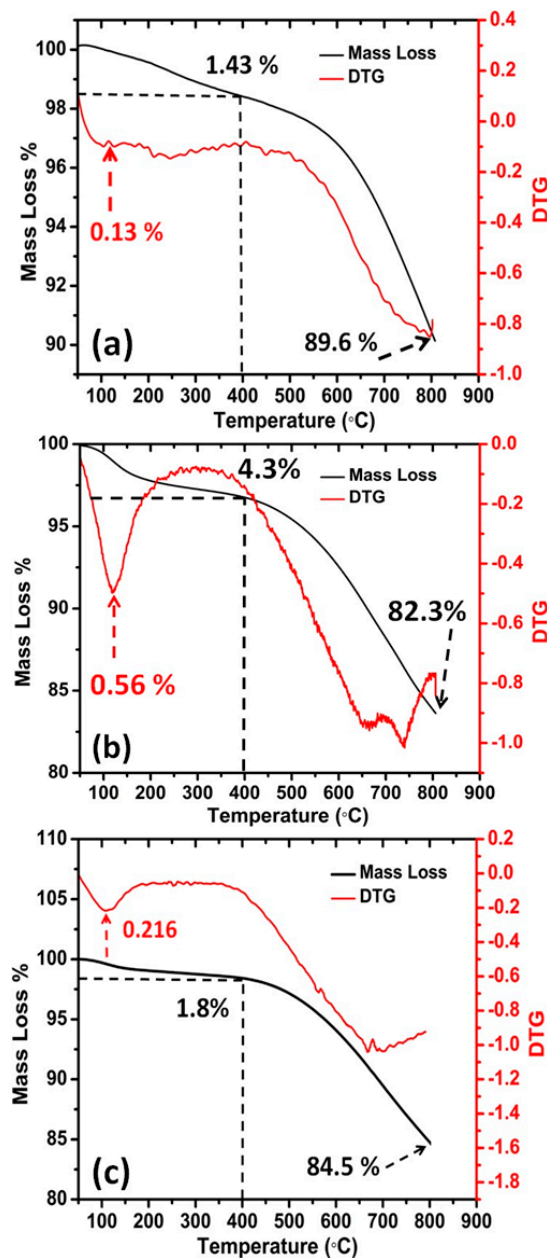 100
98
96
94
92
90
Mass Loss %
1.43 %
Mass Loss
DTG
0.13 %
(a)
89.6 %
0.4
0.2
0.0
-0.2
-0.4
-0.6
-0.8
-1.0
DTG
100 200 300 400 500 600 700 800 900
Temperature (◦C)
100
95
90
85
80
Mass Loss %
4.3%
Mass Loss
DTG
82.3%
0.56 %
(b)
0.0
-0.2
-0.4
-0.6
-0.8
-1.0
DTG
100 200 300 400 500 600 700 800 900
Temperature (◦C)
110
105
100
95
90
85
80
Mass Loss %
Mass Loss
DTG
0.216
1.8%
84.5 %
(c)
0.2
0.0
-0.2
-0.4
-0.6
-0.8
-1.0
-1.2
-1.4
-1.6
-1.8
DTG
100 200 300 400 500 600 700 800 900
Temperature (◦C)